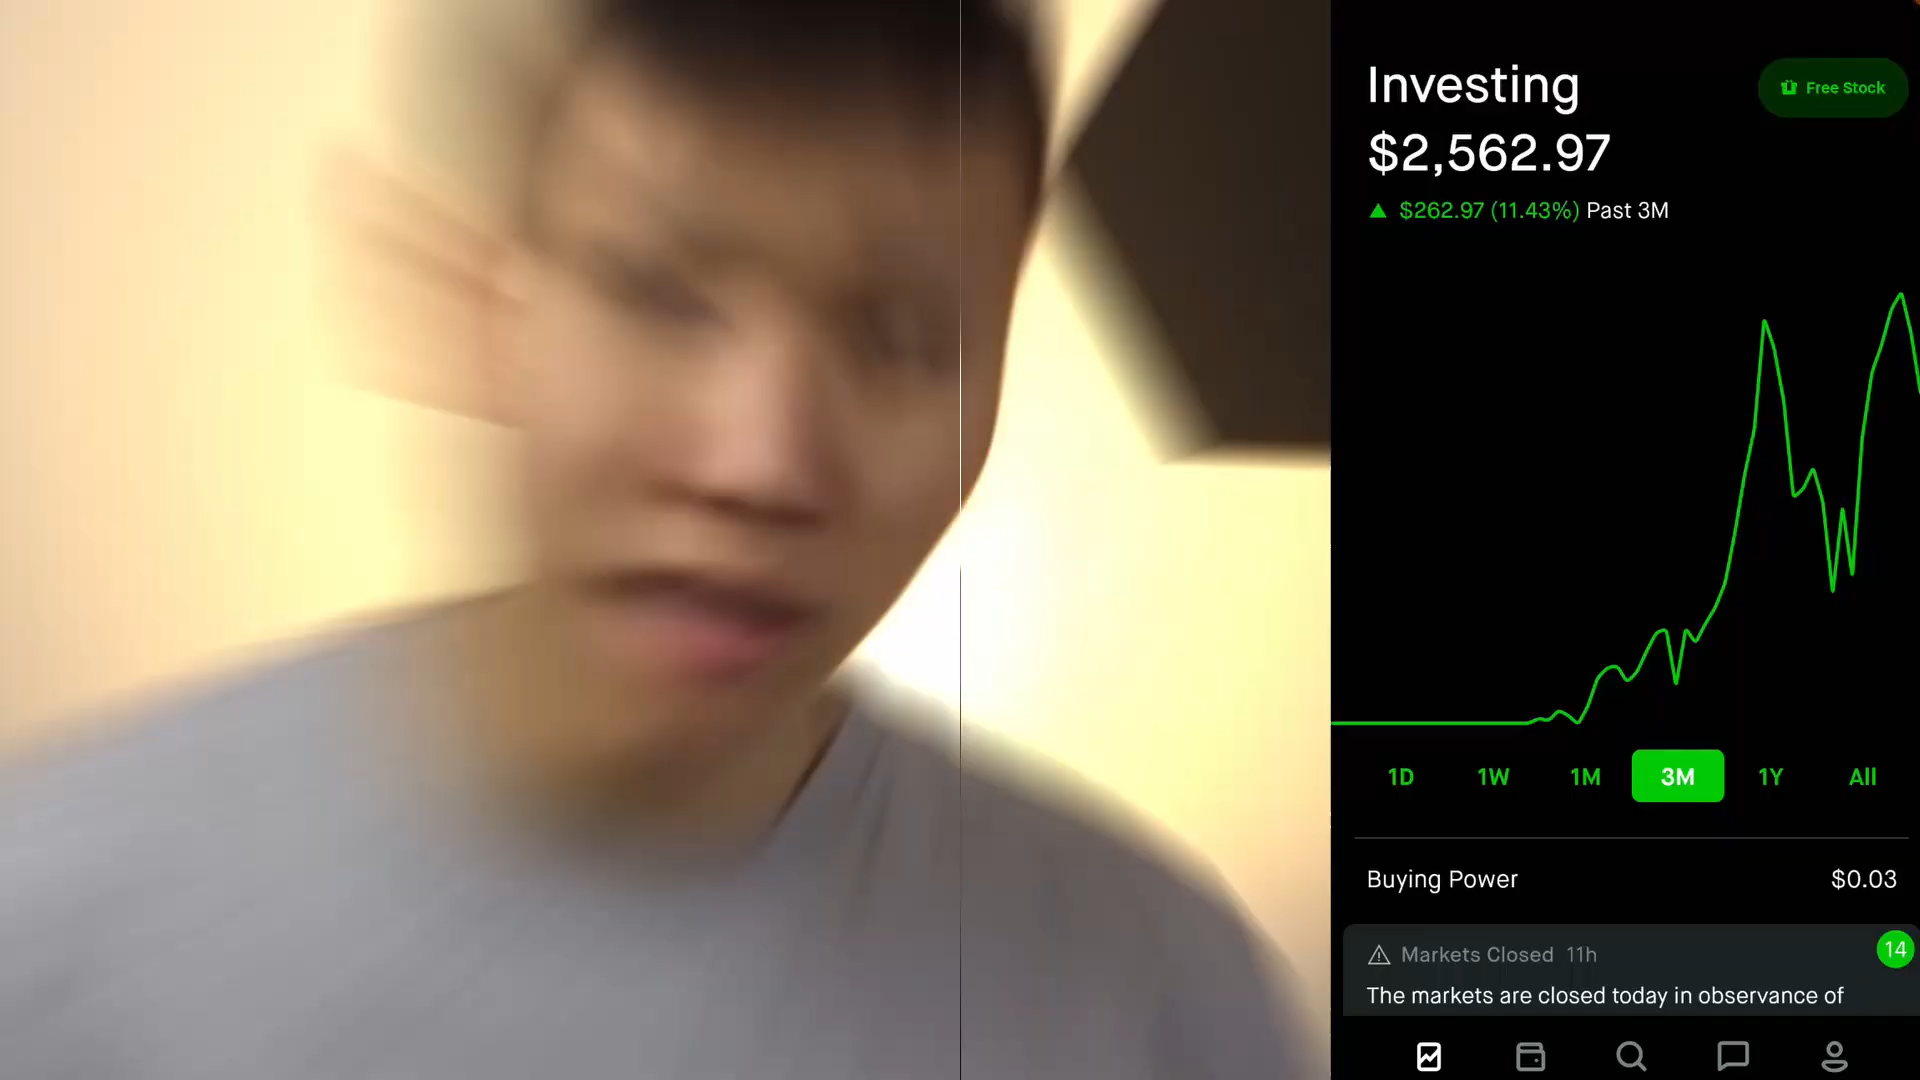 Investing
Free Stock
$2,562.97
$262.97 (11.43%) Past 3M
1D 1W 1M 3M 1Y All
Buying Power $0.03
Markets Closed 11h
14
The markets are closed today in observance of